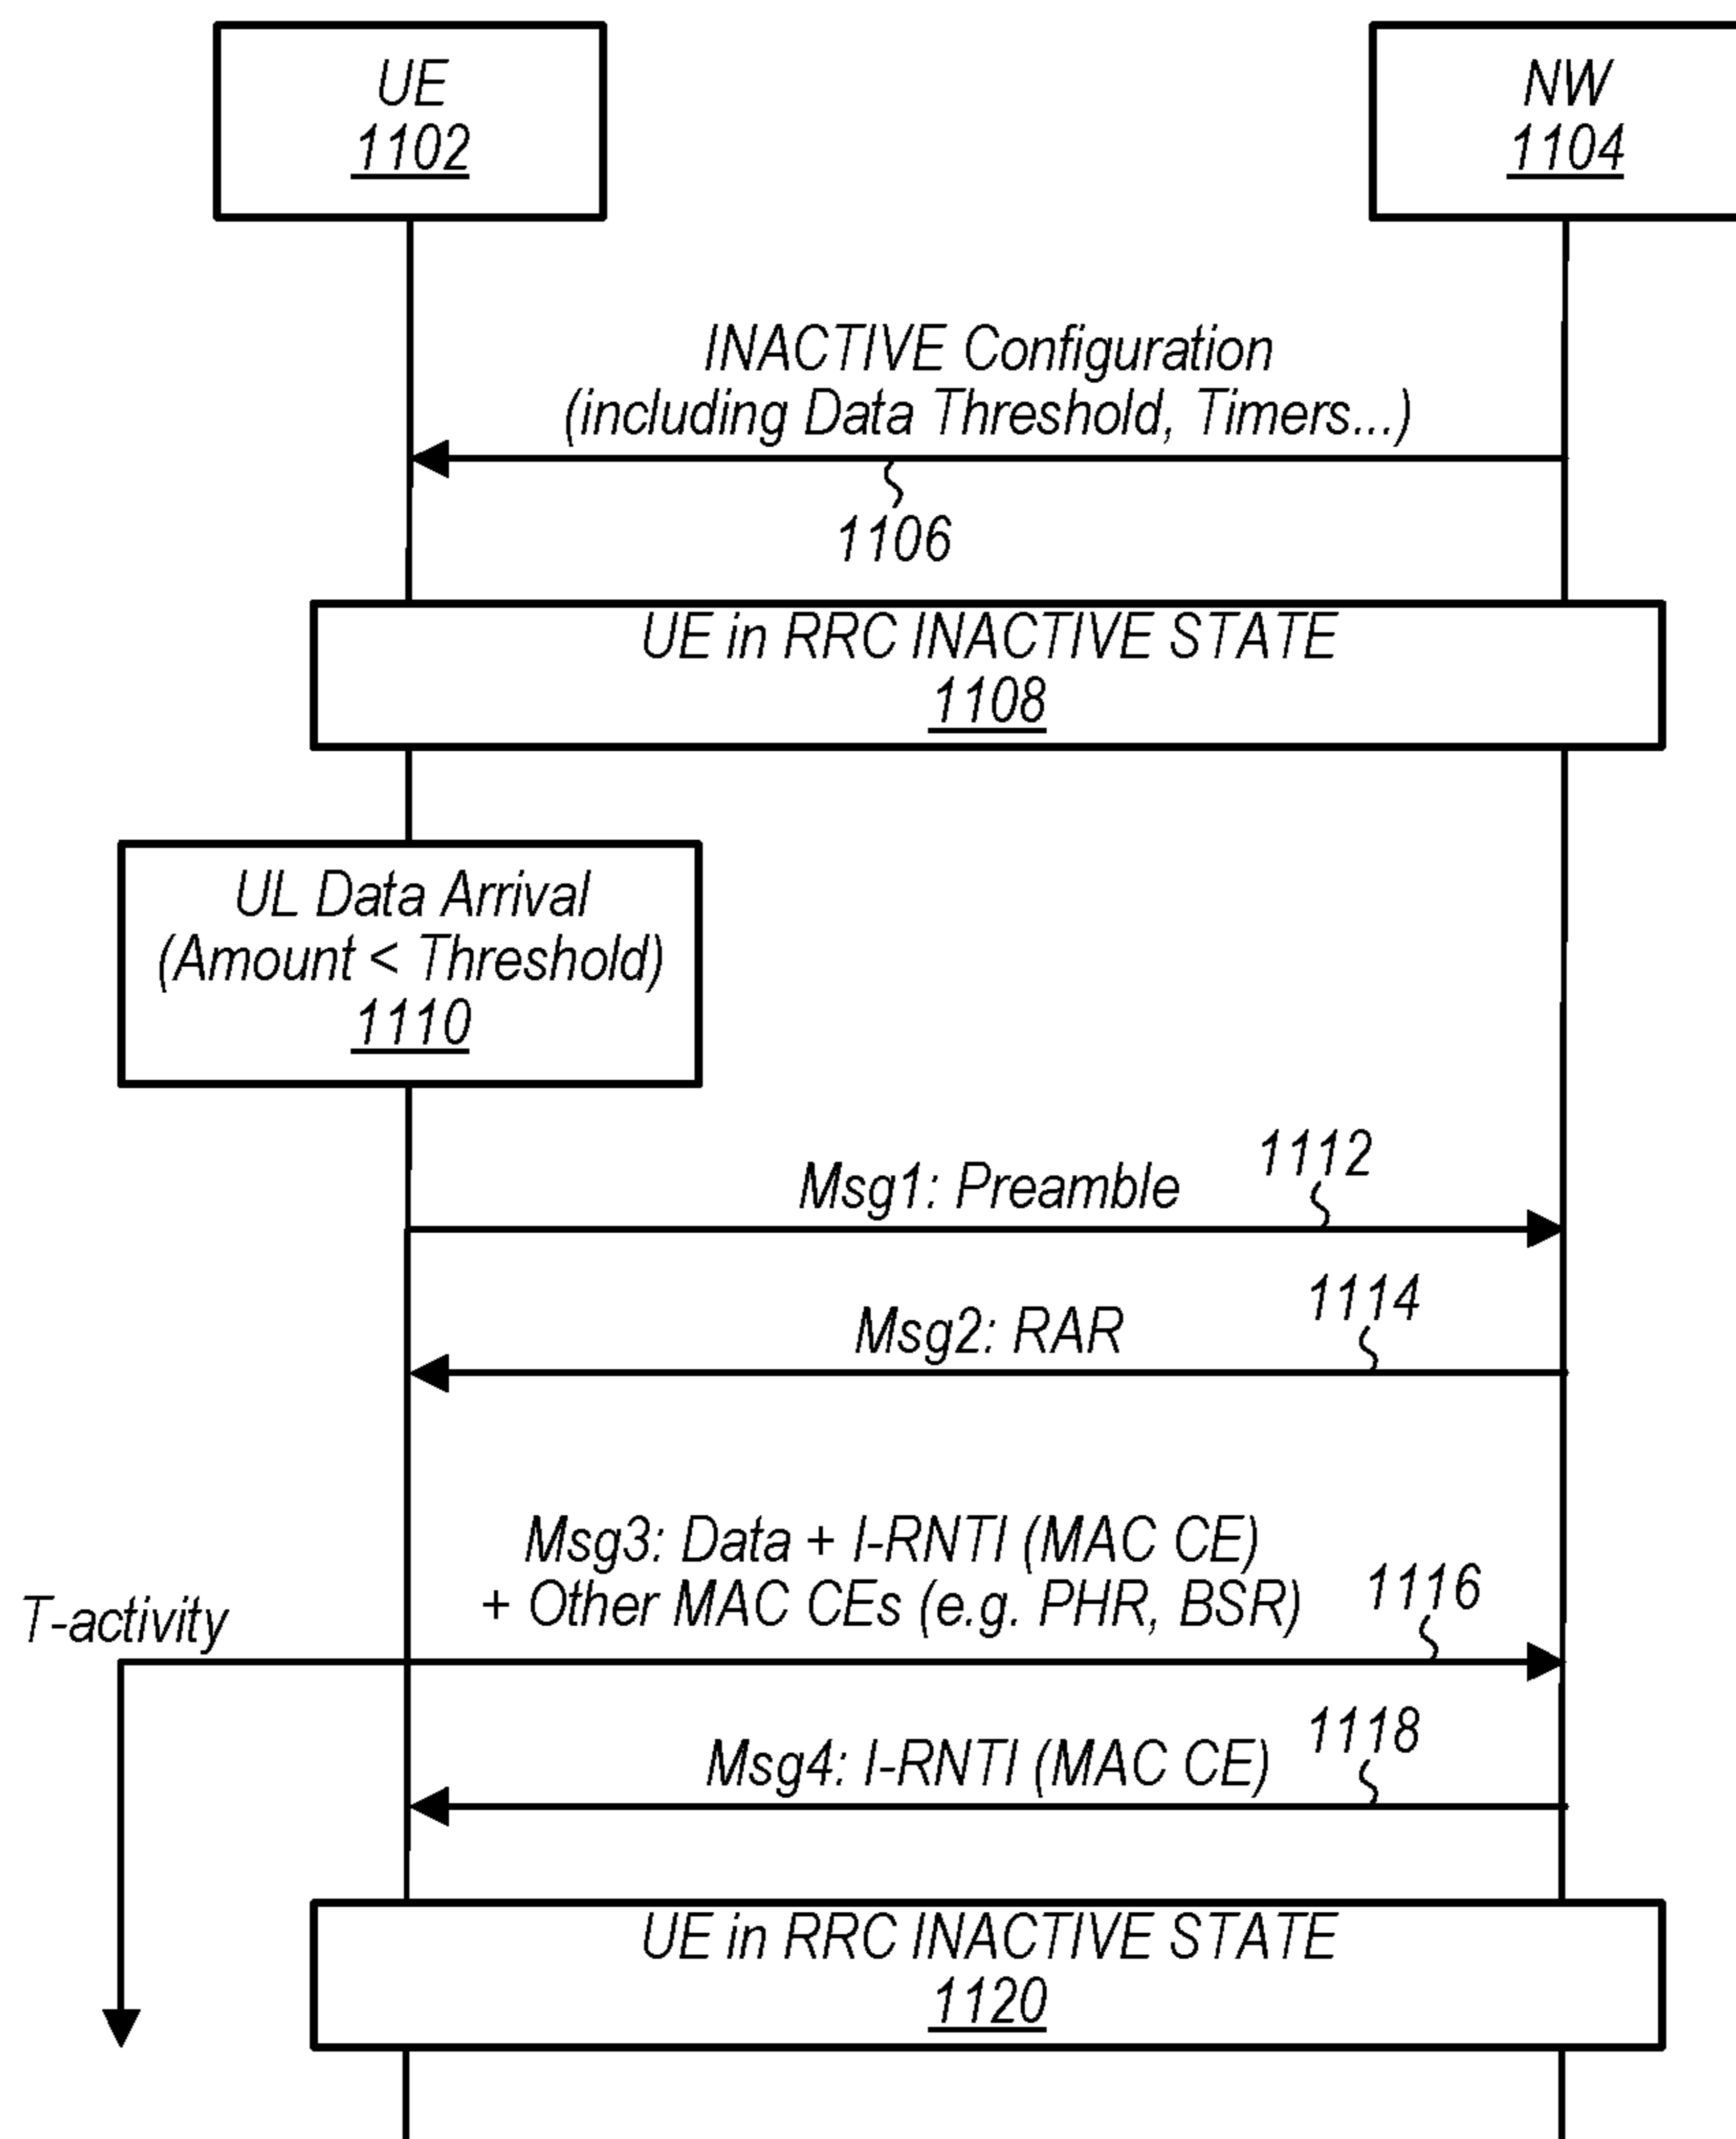 UE
1102
NW
1104
INACTIVE Configuration
(including Data Threshold, Timers...)
1106
UE in RRC INACTIVE STATE
1108
UL Data Arrival
(Amount < Threshold)
1110
1112
Msg1: Preamble
1114
Msg2: RAR
Msg3: Data + I-RNTI (MAC CE)
+ Other MAC CEs (e.g. PHR, BSR)
1116
T-activity
1118
Msg4: I-RNTI (MAC CE)
UE in RRC INACTIVE STATE
1120